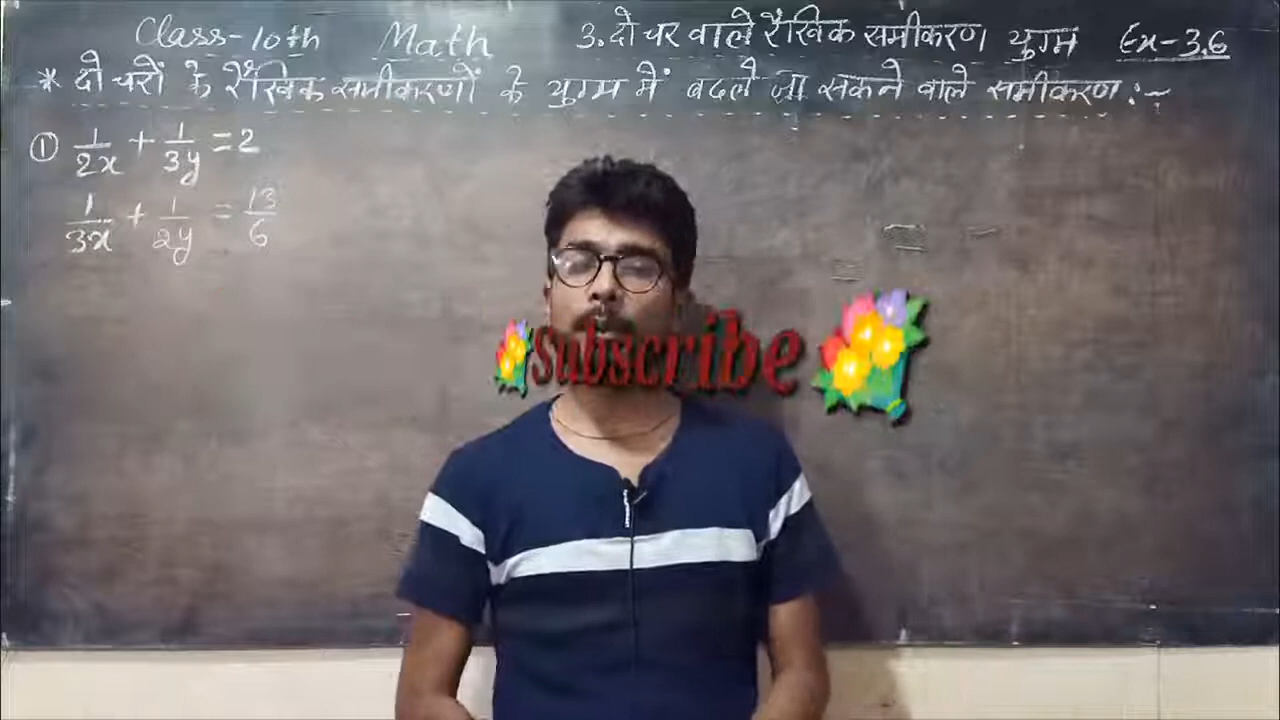 Class-10th Math 3. दो चर वाले रैखिक समीकरण युग्म Ex-3.6
* दो चरों के रैखिक समीकरणों के युग्म में बदले जा सकने वाले समीकरण :-
① 1/2x + 1/3y = 2
1/3x + 1/2y = 13/6
Subscribe